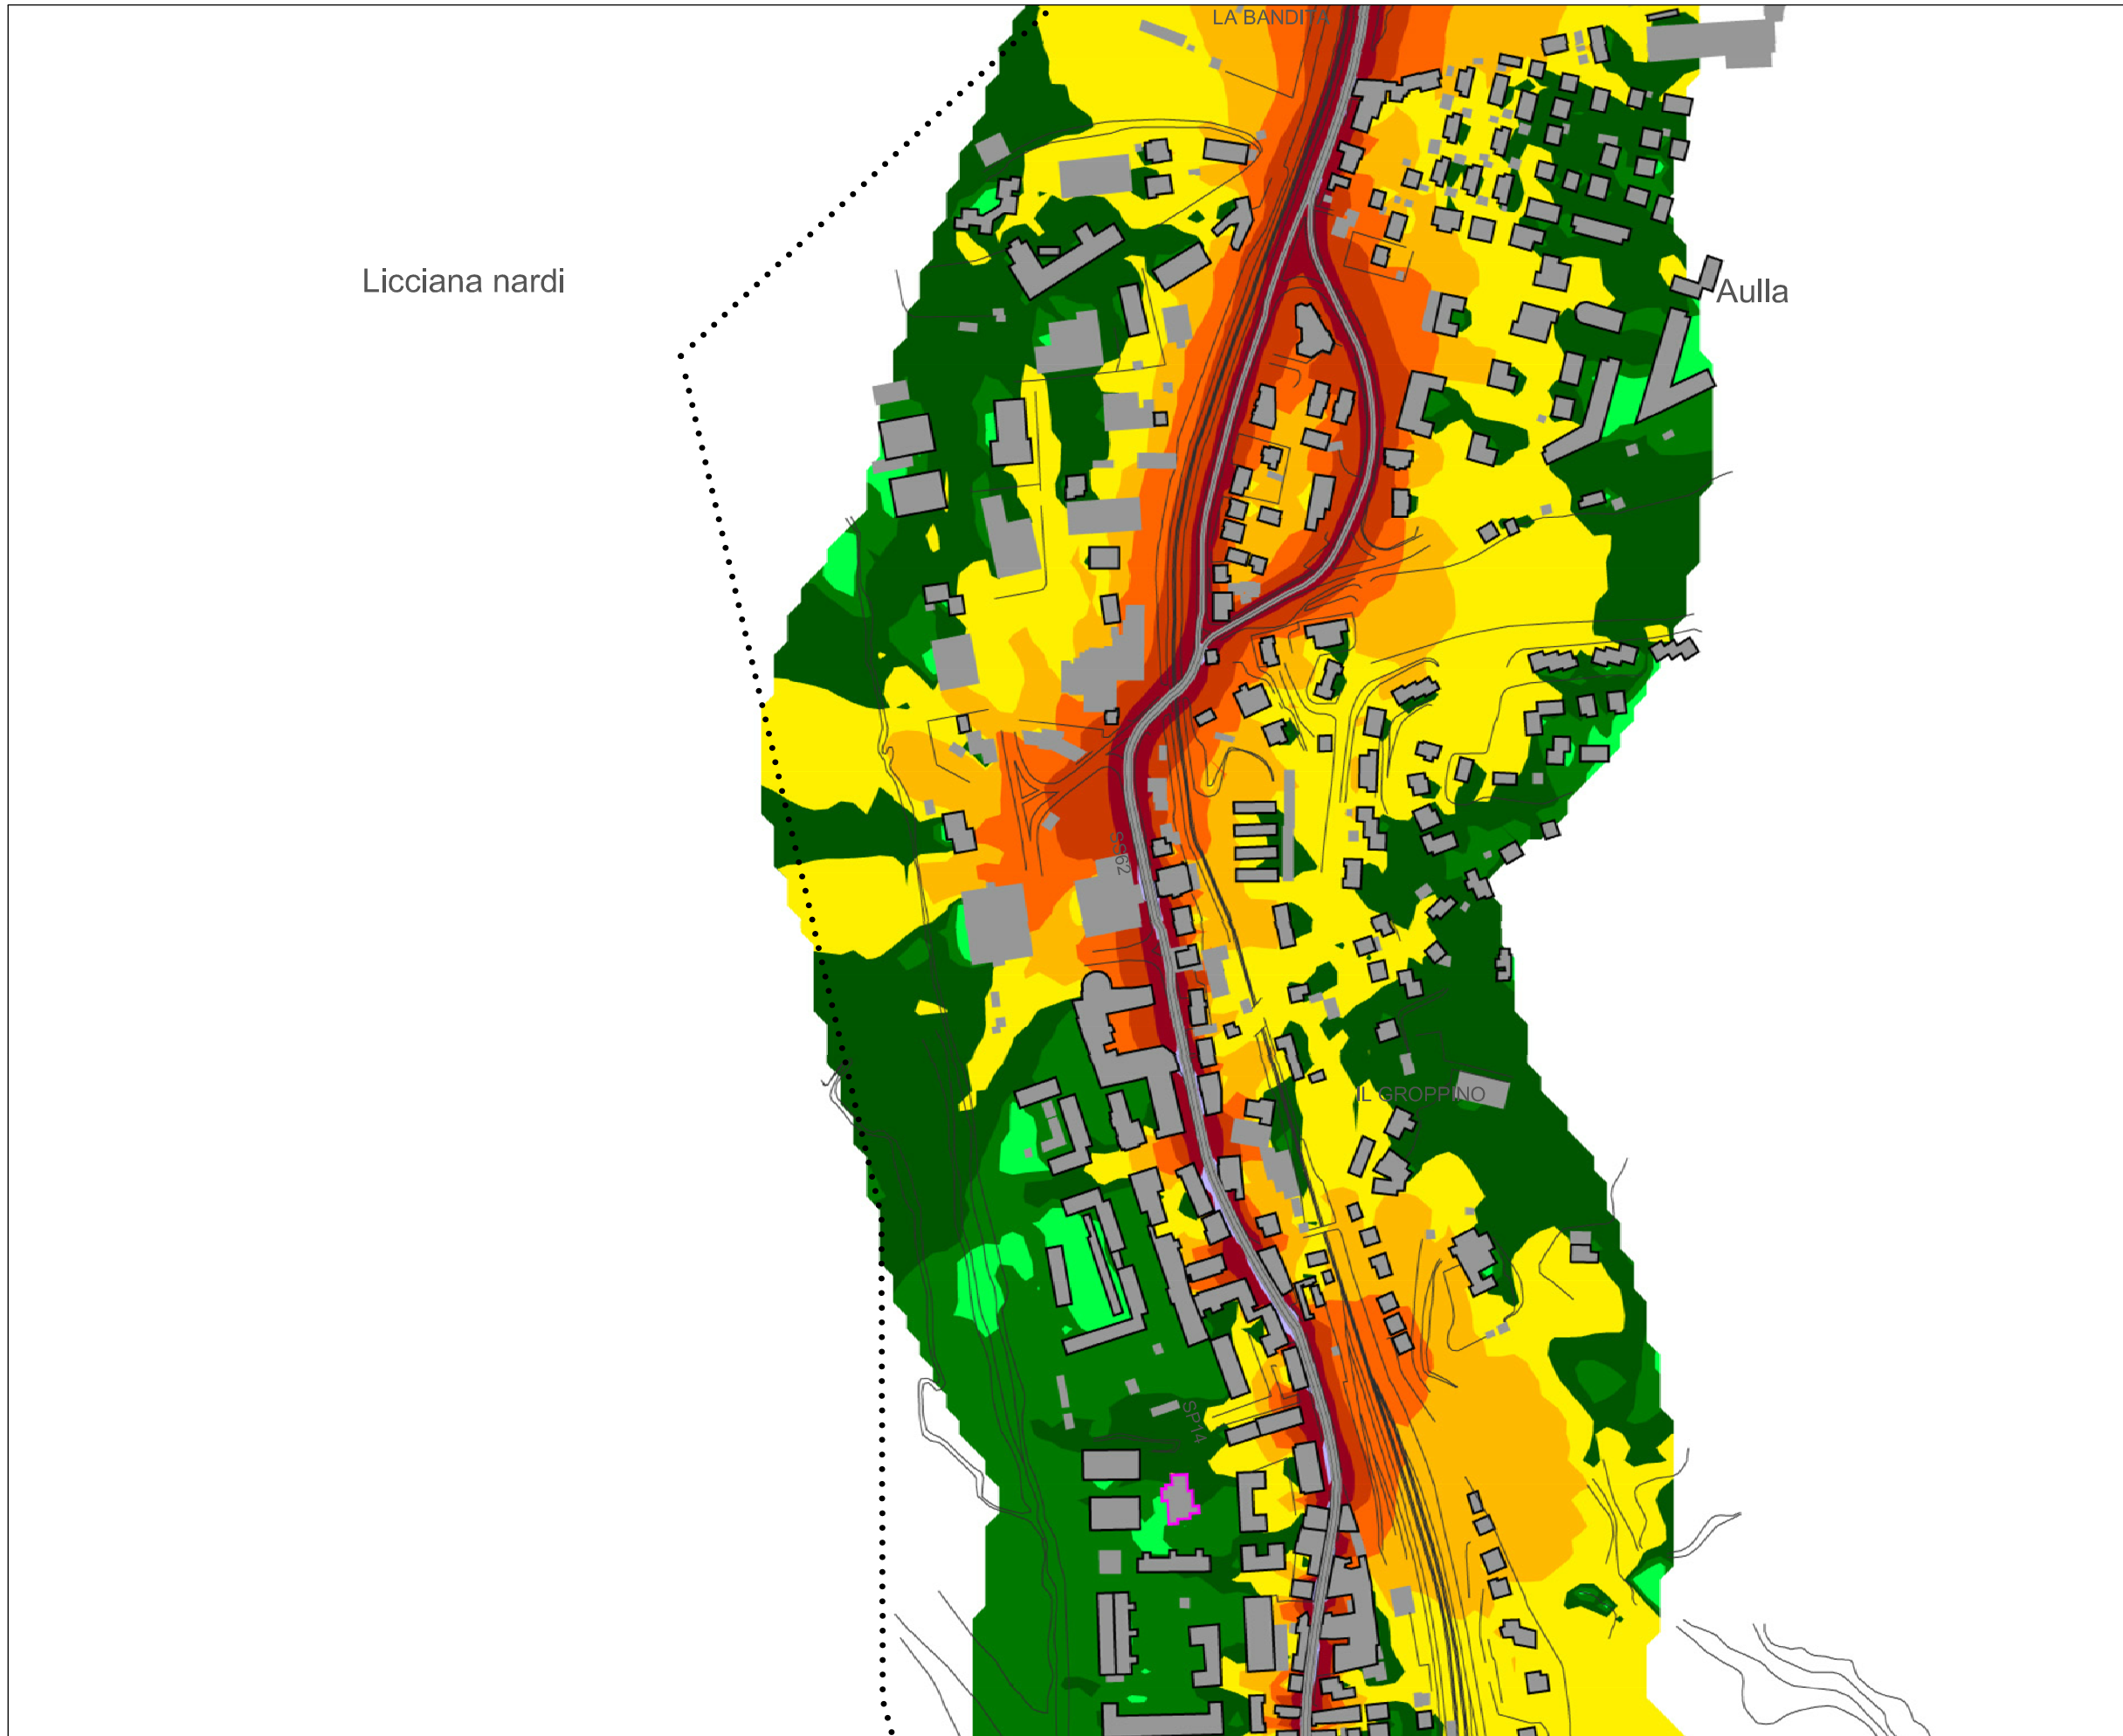 LA BANDITA
Licciana nardi
Aulla
SS62
IL GROPPINO
SP14